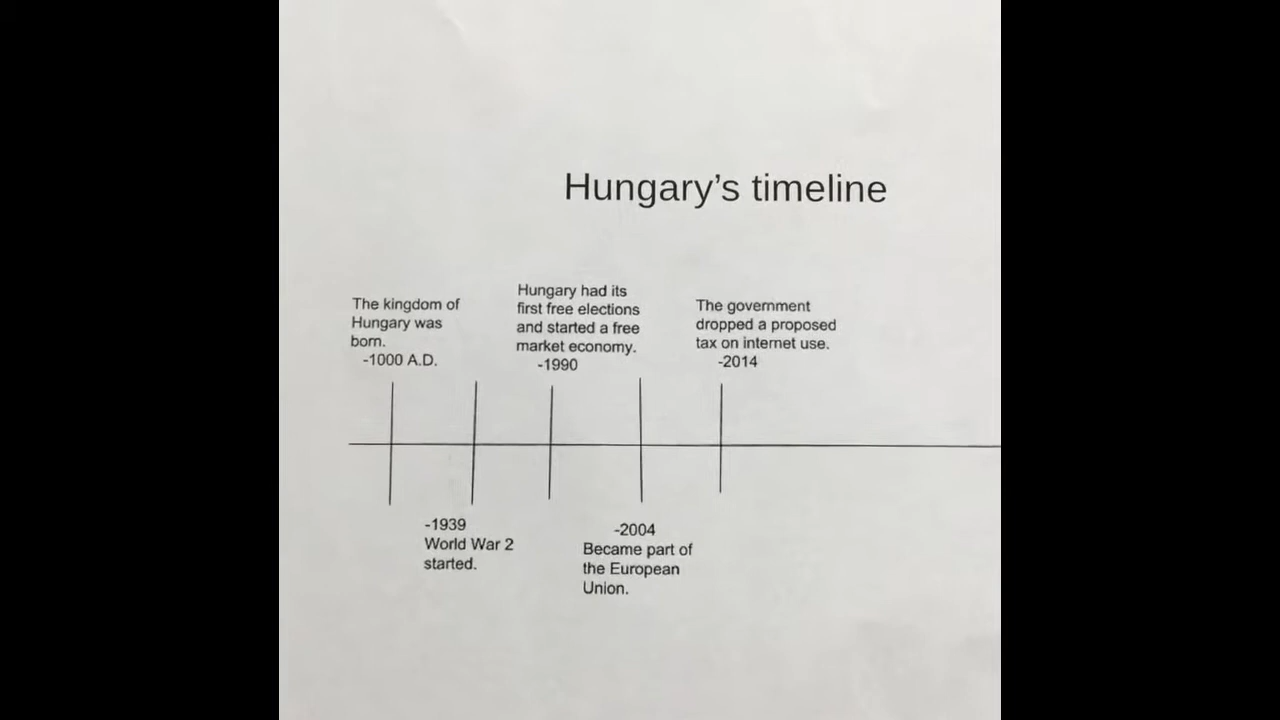 Hungary's timeline
The kingdom of
Hungary was
born.
-1000 A.D.
Hungary had its
first free elections
and started a free
market economy.
-1990
The government
dropped a proposed
tax on internet use.
-2014
-1939
World War 2
started.
-2004
Became part of
the European
Union.